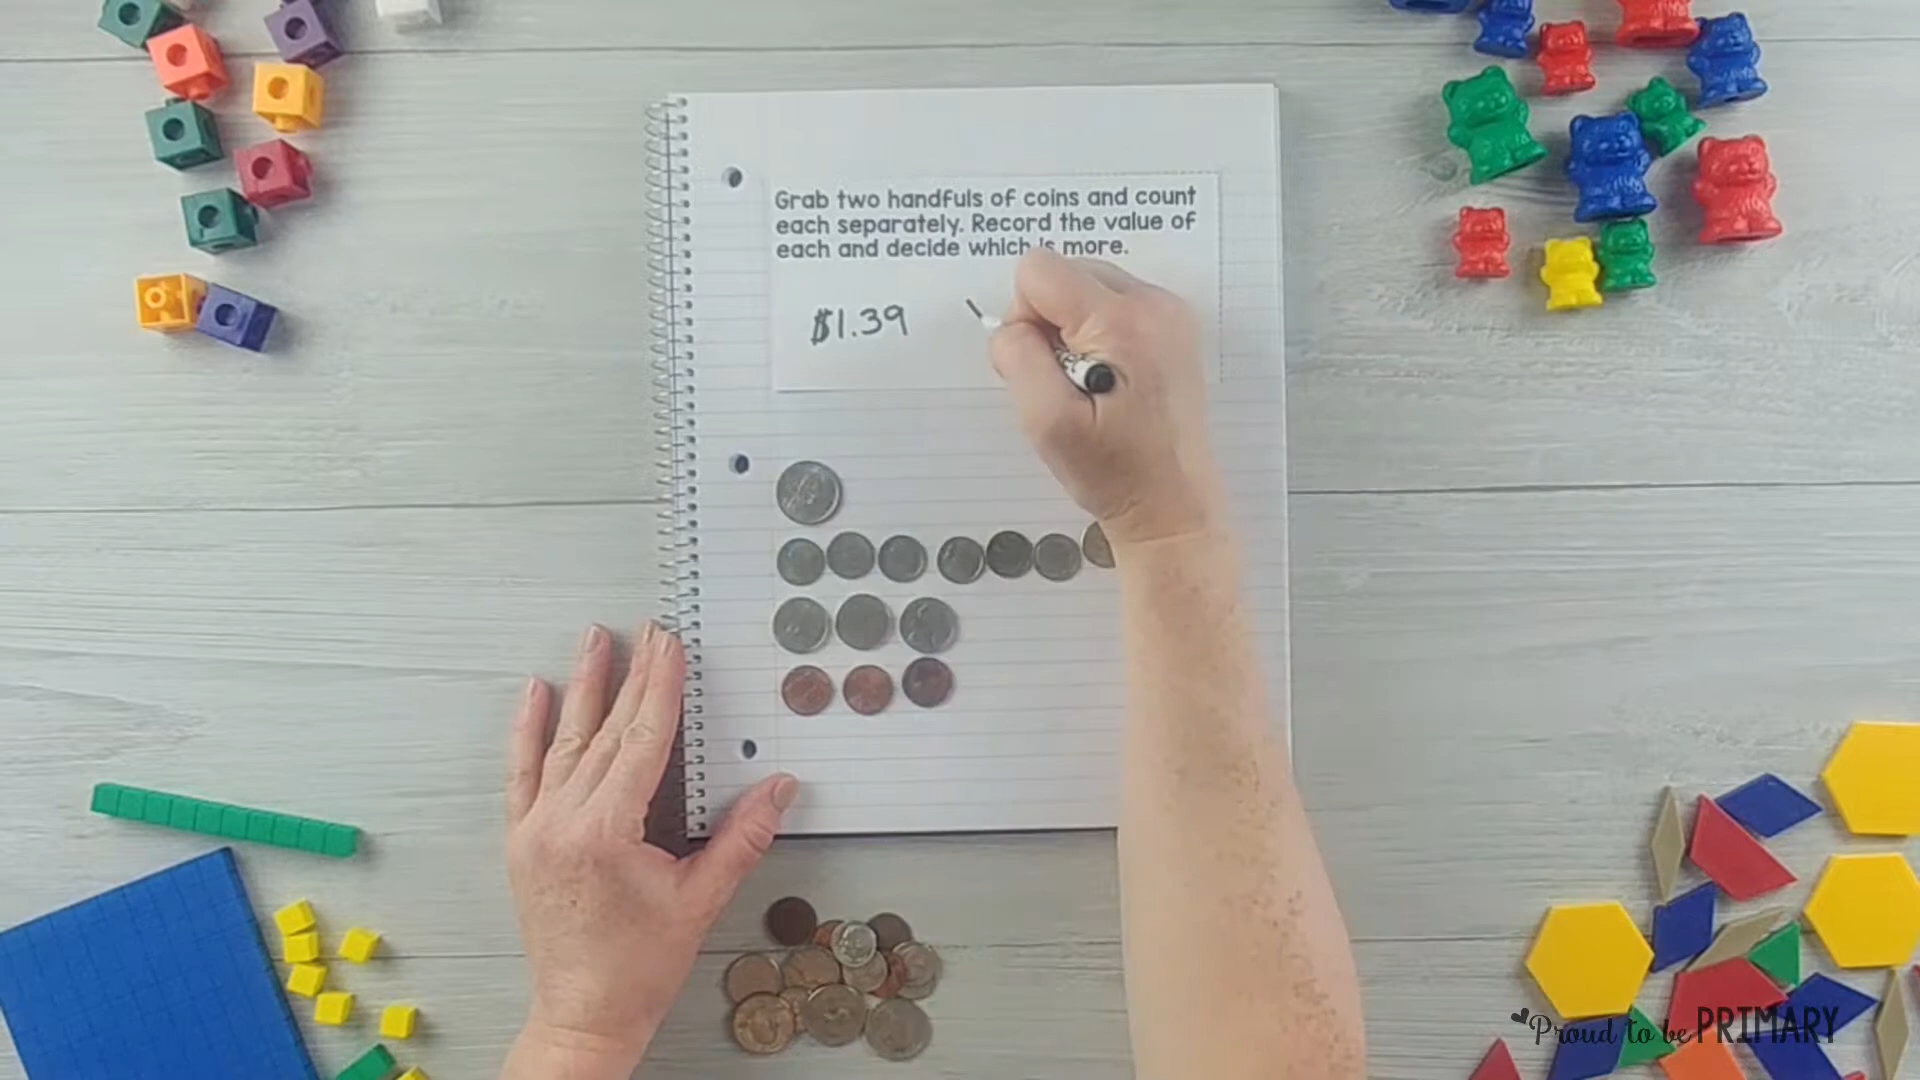 Grab two handfuls of coins and count
each separately. Record the value of
each and decide which is more.
$1.39
Proud to be PRIMARY